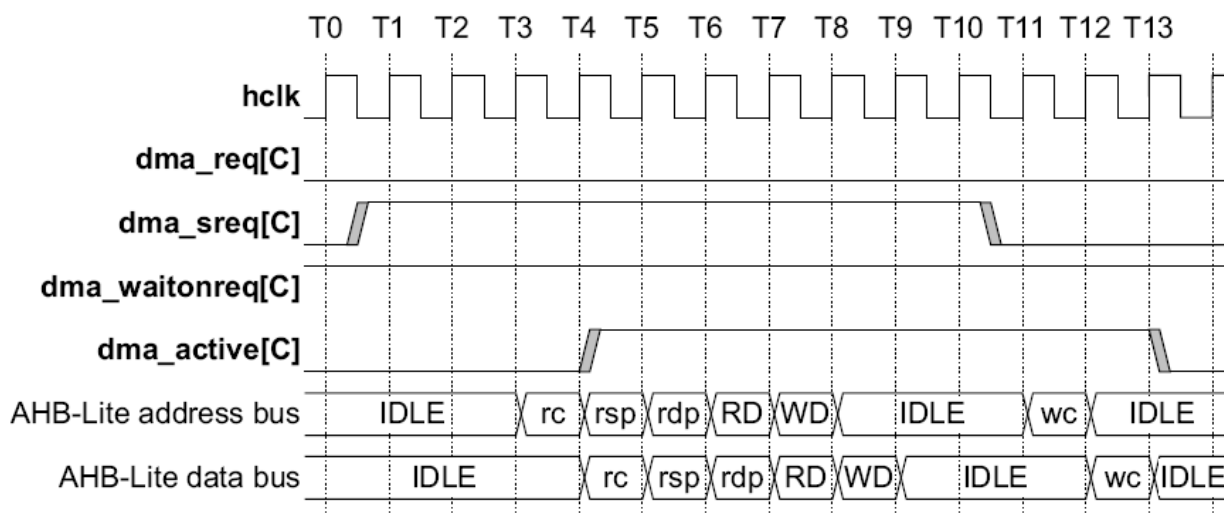 T0 T1 T2 T3 T4 T5 T6 T7 T8 T9 T10 T11 T12 T13
hclk
dma_req[C]
dma_sreq[C]
dma_waitonreq[C]
dma_active[C]
AHB-Lite address bus IDLE rc rsp rdp RD WD IDLE wc IDLE
AHB-Lite data bus IDLE rc rsp rdp RD WD IDLE wc IDLE